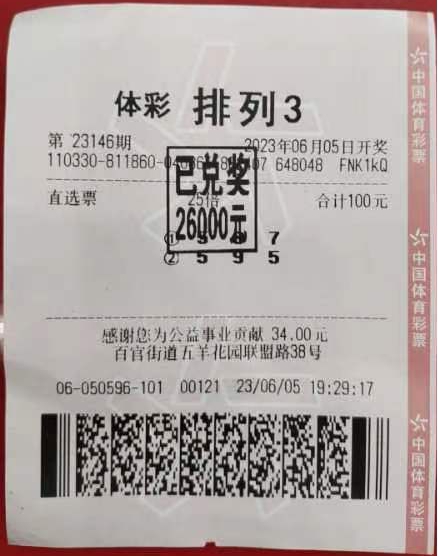 体彩 排列3
第 23146期 2023年06月05日开奖
110330-811860-04 07 648048 FNK1kQ
已兑奖
26000元
直选票 25倍 合计100元
① 7
② 5 9 5
感谢您为公益事业贡献 34.00元
百官街道五羊花园联盟路38号
06-050596-101 00121 23/06/05 19:29:17
中国体育彩票
中国体育彩票
中国体育彩票